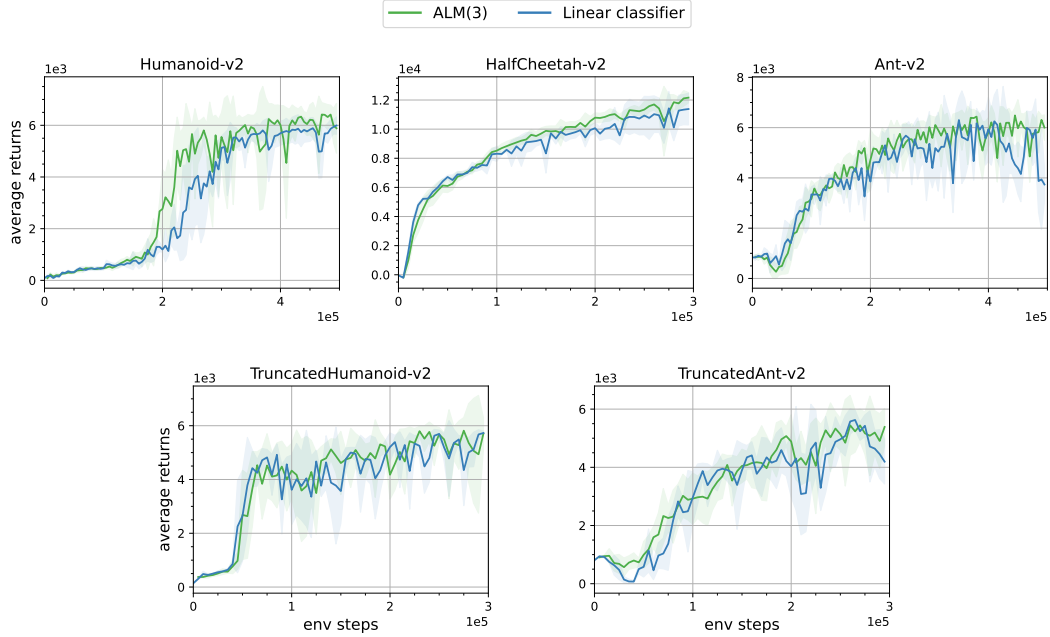 ALM(3) Linear classifier
Humanoid-v2 HalfCheetah-v2 Ant-v2
1e3 1e4 1e3
average returns
0 2 4 6
0 2 4
1e5
0.0 0.2 0.4 0.6 0.8 1.0 1.2
0 1 2 3
1e5
0 2 4 6 8
0 2 4
1e5
TruncatedHumanoid-v2 TruncatedAnt-v2
1e3 1e3
average returns
0 2 4 6
0 1 2 3
env steps 1e5
0 2 4 6
0 1 2 3
env steps 1e5